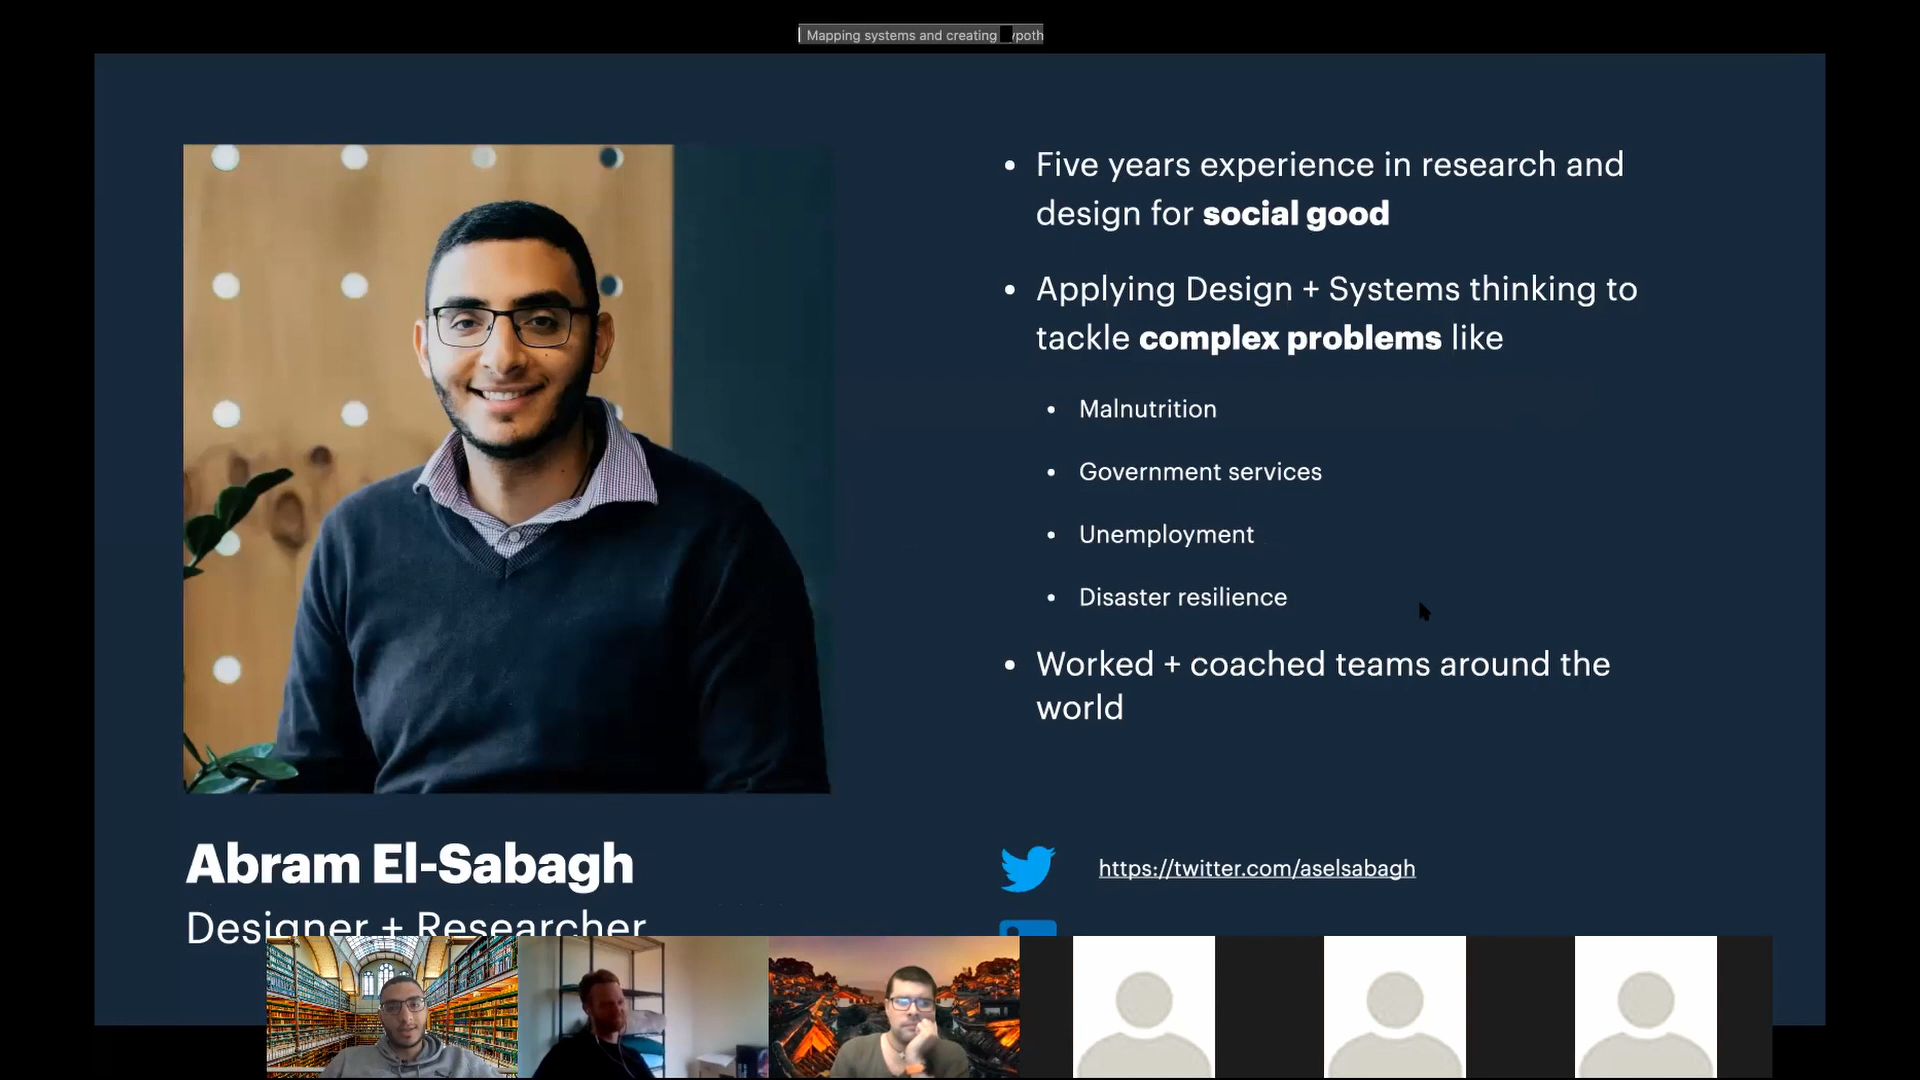 Mapping systems and creating
Five years experience in research and
design for social good
Applying Design + Systems thinking to
tackle complex problems like
Malnutrition
Government services
Unemployment
Disaster resilience
Worked + coached teams around the
world
Abram El-Sabagh
Designer + Researcher
https://twitter.com/aselsabagh